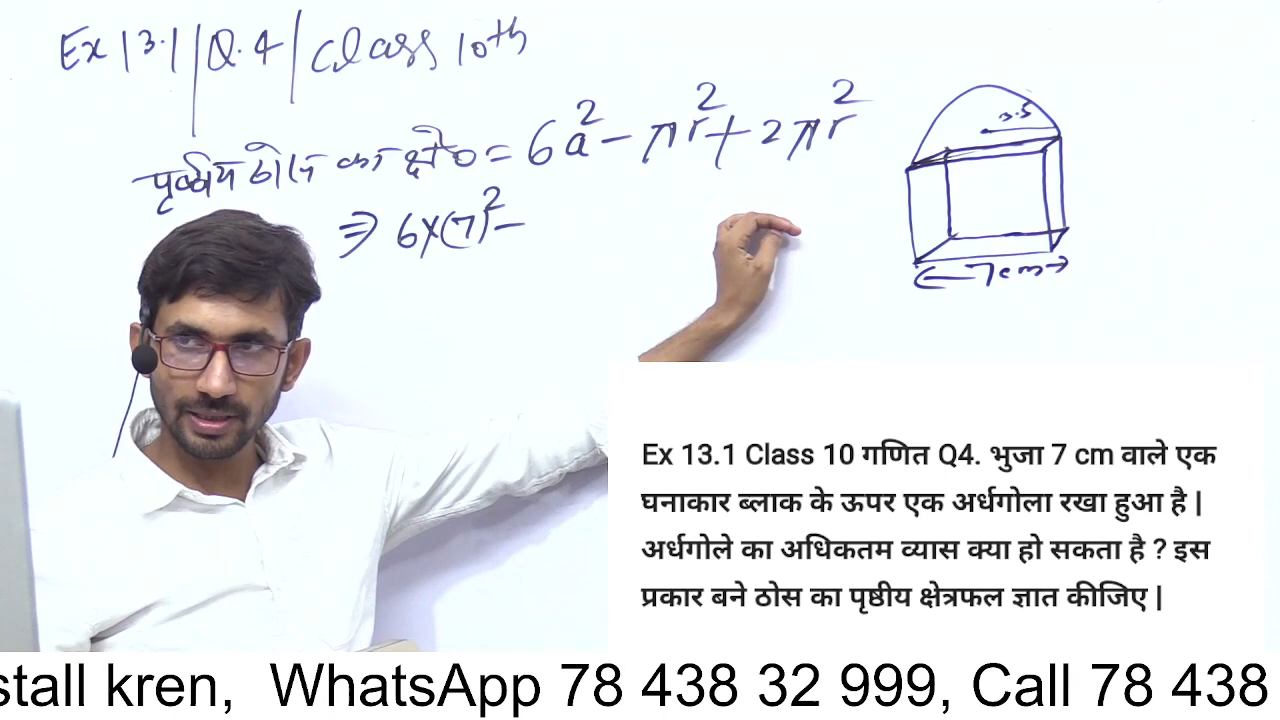 Ex 13.1 | Q.4 | Class 10th
= 6a² - πr² + 2πr²
⇒ 6×(7)² -
3.5
7cm
Ex 13.1 Class 10 गणित Q4. भुजा 7 cm वाले एक
घनाकार ब्लाक के ऊपर एक अर्धगोला रखा हुआ है |
अर्धगोले का अधिकतम व्यास क्या हो सकता है ? इस
प्रकार बने ठोस का पृष्ठीय क्षेत्रफल ज्ञात कीजिए |
stall kren, WhatsApp 78 438 32 999, Call 78 438